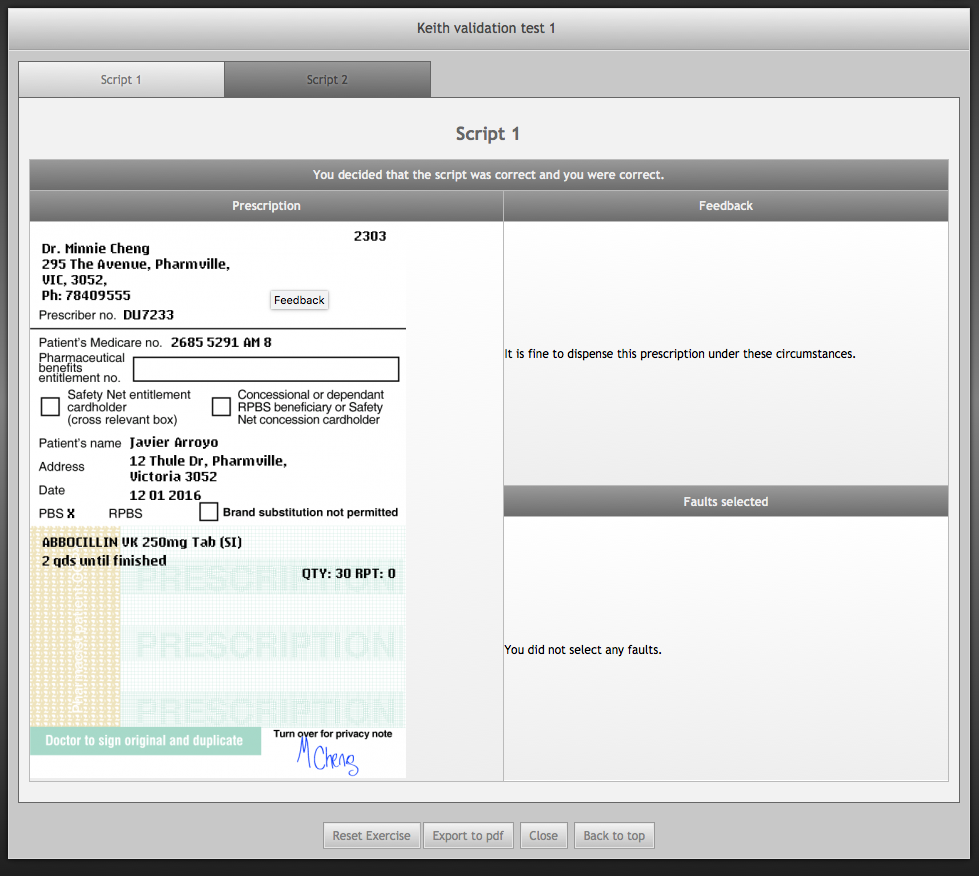 Keith validation test 1
Script 1
Script 2
Script 1
You decided that the script was correct and you were correct.
Prescription
Feedback
2303
Dr. Minnie Cheng
295 The Avenue, Pharmville,
VIC, 3052,
Ph: 78409555
Feedback
Prescriber no. DU7233
Patient's Medicare no. 2685 5291 AM 8
Pharmaceutical
benefits
entitlement no.
Safety Net entitlement
cardholder
(cross relevant box)
Concessional or dependant
RPBS beneficiary or Safety
Net concession cardholder
Patient's name Javier Arroyo
Address 12 Thule Dr, Pharmville,
Victoria 3052
Date 12 01 2016
PBS X RPBS Brand substitution not permitted
ABBOCILLIN VK 250mg Tab (SI)
2 qds until finished
QTY: 30 RPT: 0
PRESCRIPTION
PRESCRIPTION
PRESCRIPTION
Pharmacist/patient
Doctor to sign original and duplicate
Turn over for privacy note
M Cheng
It is fine to dispense this prescription under these circumstances.
Faults selected
You did not select any faults.
Reset Exercise
Export to pdf
Close
Back to top